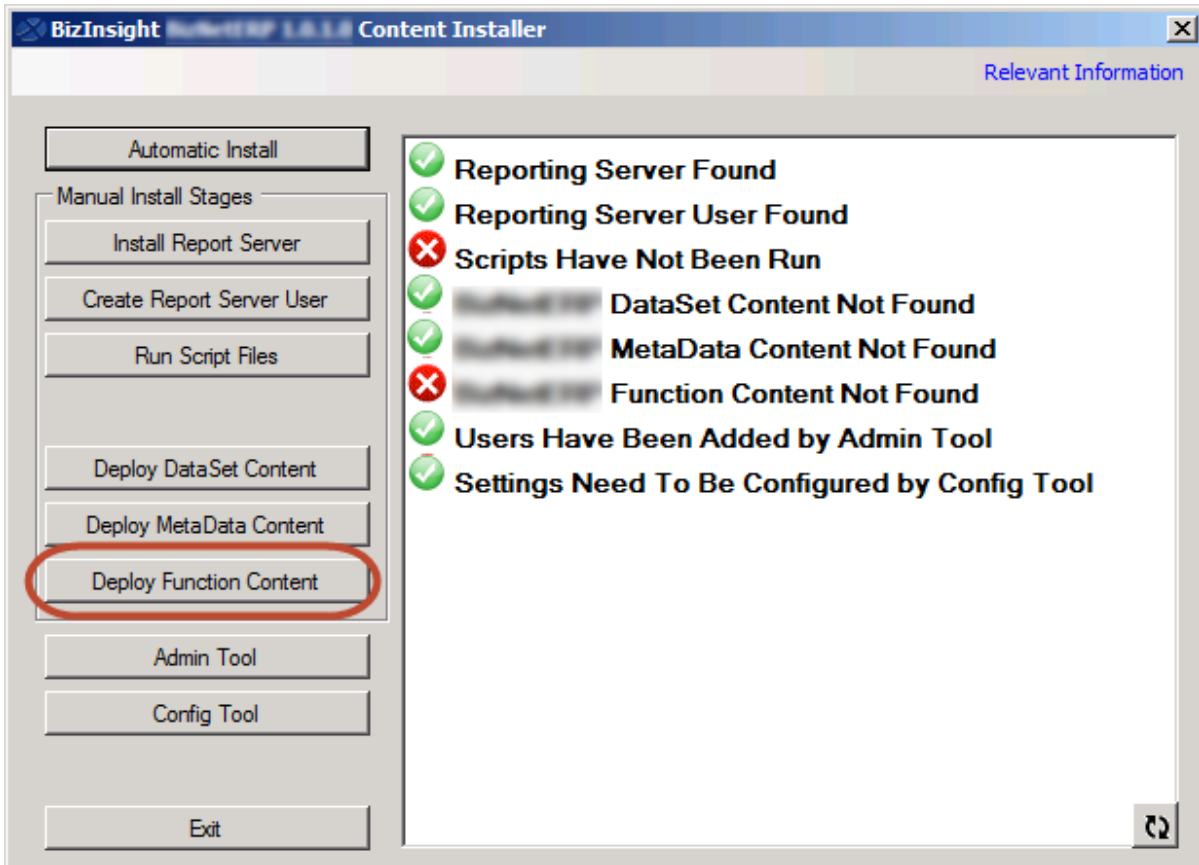 BizInsight Content Installer
Relevant Information
Automatic Install
Manual Install Stages
Install Report Server
Create Report Server User
Run Script Files
Deploy DataSet Content
Deploy MetaData Content
Deploy Function Content
Admin Tool
Config Tool
Exit
Reporting Server Found
Reporting Server User Found
Scripts Have Not Been Run
DataSet Content Not Found
MetaData Content Not Found
Function Content Not Found
Users Have Been Added by Admin Tool
Settings Need To Be Configured by Config Tool